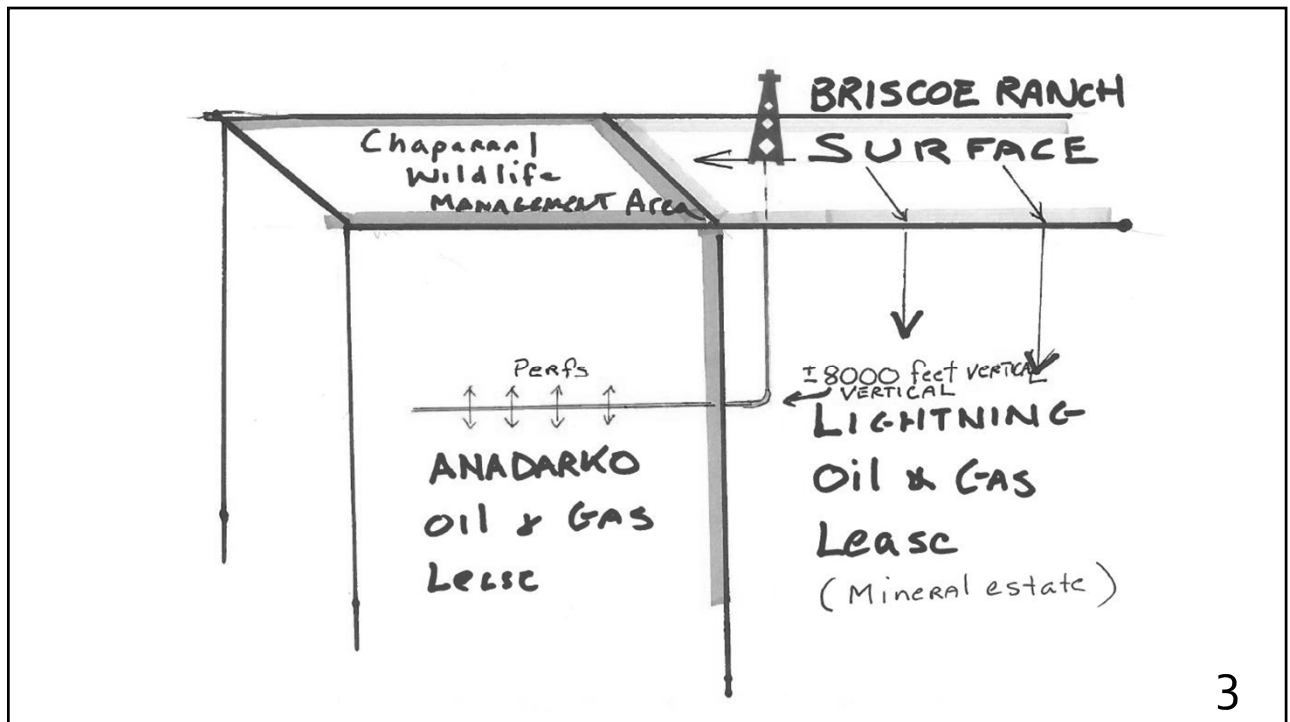 BRISCOE RANCH
SURFACE
Chaparral
Wildlife
MANAGEMENT Area
Perfs
±8000 feet VERTICAL
VERTICAL
LIGHTNING
Oil & GAS
Lease
(Mineral estate)
ANADARKO
Oil & GAS
Lease
3